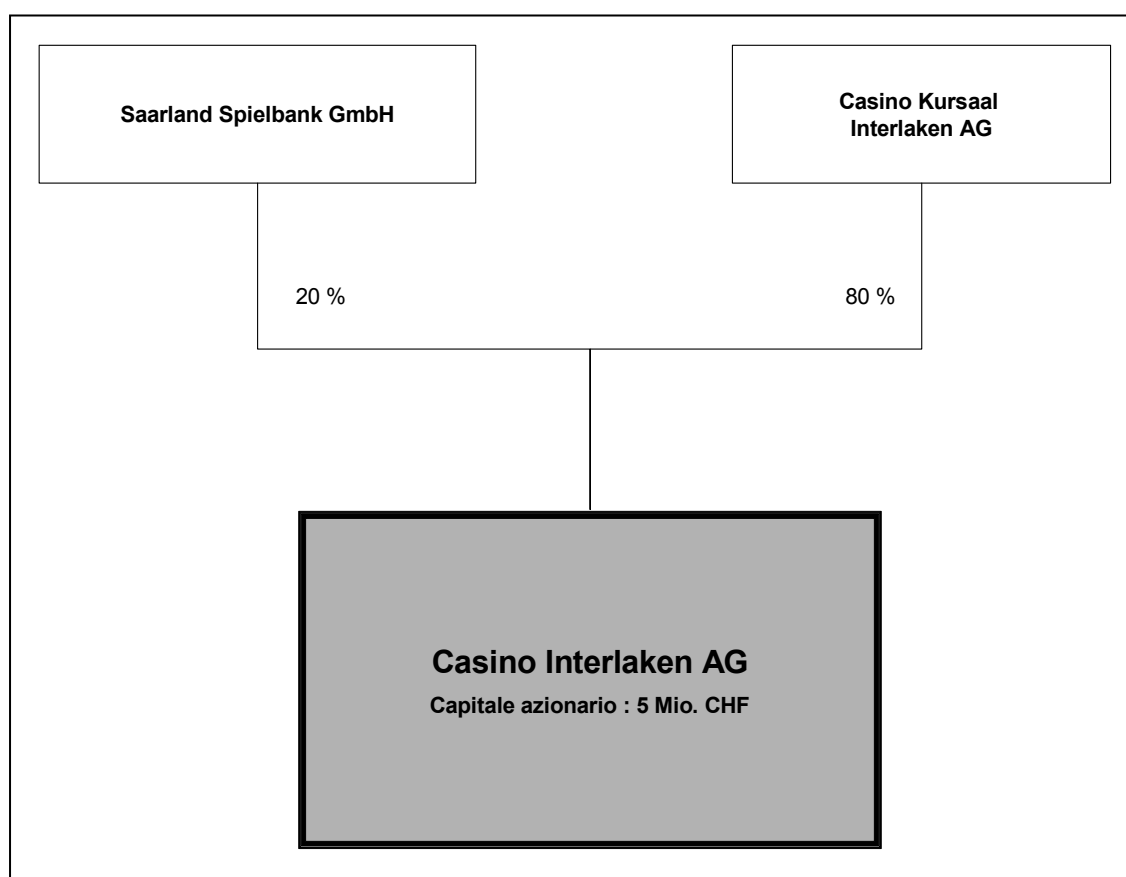 Saarland Spielbank GmbH
Casino Kursaal
Interlaken AG
20 %
80 %
Casino Interlaken AG
Capitale azionario : 5 Mio. CHF